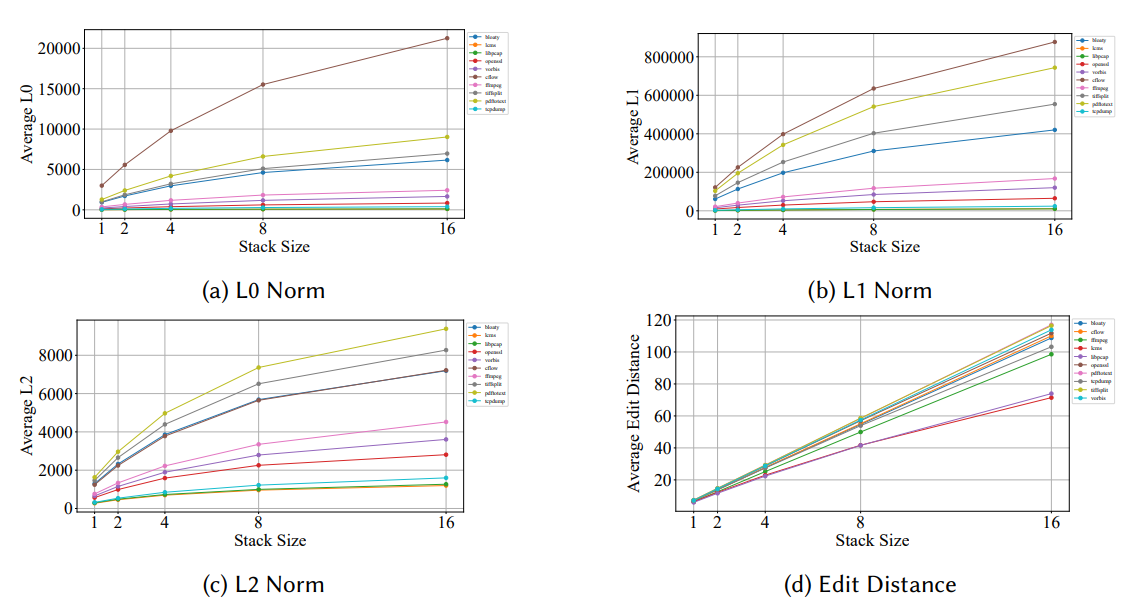 20000
15000
10000
5000
0
Average L0
1 2 4 8 16
Stack Size
bloaty
lcms
libpcap
openssl
vorbis
cflow
ffmpeg
tiffsplit
pdftotext
tcpdump
(a) L0 Norm
800000
600000
400000
200000
0
Average L1
1 2 4 8 16
Stack Size
bloaty
lcms
libpcap
openssl
vorbis
cflow
ffmpeg
tiffsplit
pdftotext
tcpdump
(b) L1 Norm
8000
6000
4000
2000
0
Average L2
1 2 4 8 16
Stack Size
bloaty
lcms
libpcap
openssl
vorbis
cflow
ffmpeg
tiffsplit
pdftotext
tcpdump
(c) L2 Norm
120
100
80
60
40
20
Average Edit Distance
1 2 4 8 16
Stack Size
bloaty
cflow
ffmpeg
lcms
libpcap
openssl
pdftotext
tcpdump
tiffsplit
vorbis
(d) Edit Distance